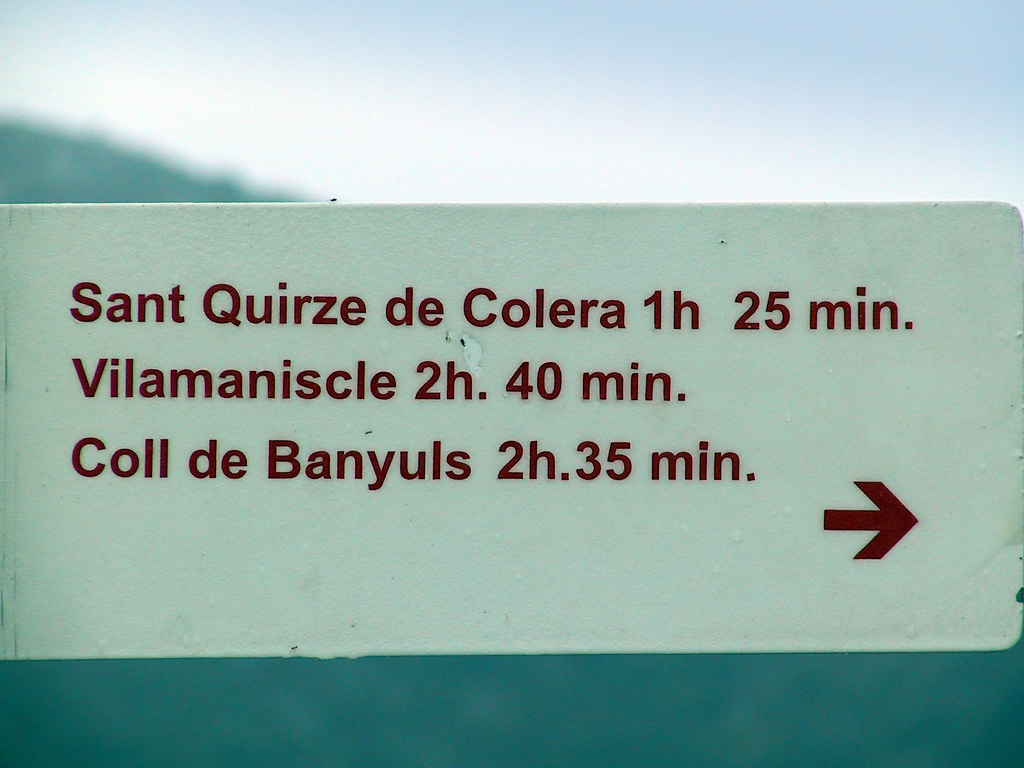 Sant Quirze de Colera 1h 25 min.
Vilamaniscle 2h. 40 min.
Coll de Banyuls 2h.35 min.